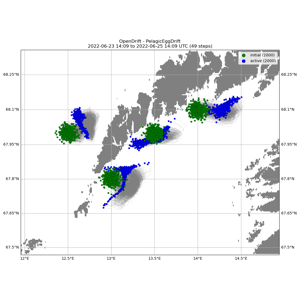 OpenDrift - PelagicEggDrift
2022-06-23 14:09 to 2022-06-25 14:09 UTC (49 steps)
initial (2000)
active (2000)
68.25°N
68.25°N
68.1°N
68.1°N
67.95°N
67.95°N
67.8°N
67.8°N
67.65°N
67.65°N
67.5°N
67.5°N
12°E
12.5°E
13°E
13.5°E
14°E
14.5°E